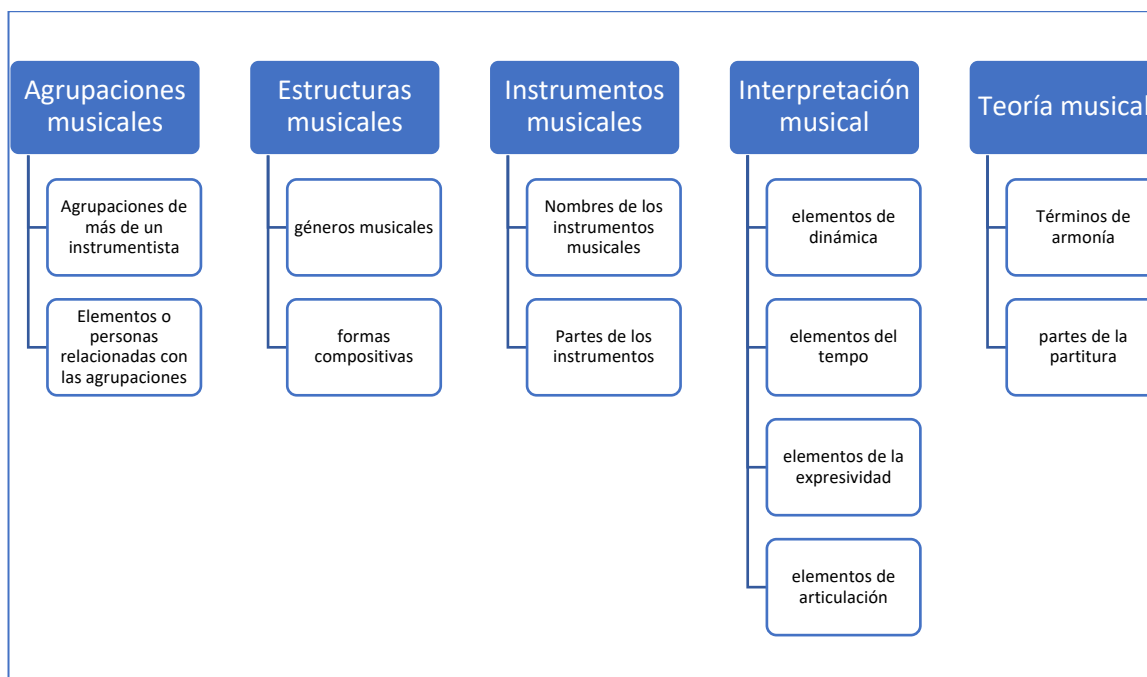 Agrupaciones
musicales
Agrupaciones de
más de un
instrumentista
Elementos o
personas
relacionadas con
las agrupaciones
Estructuras
musicales
géneros musicales
formas
compositivas
Instrumentos
musicales
Nombres de los
instrumentos
musicales
Partes de los
instrumentos
Interpretación
musical
elementos de
dinámica
elementos del
tempo
elementos de la
expresividad
elementos de
articulación
Teoría musical
Términos de
armonía
partes de la
partitura